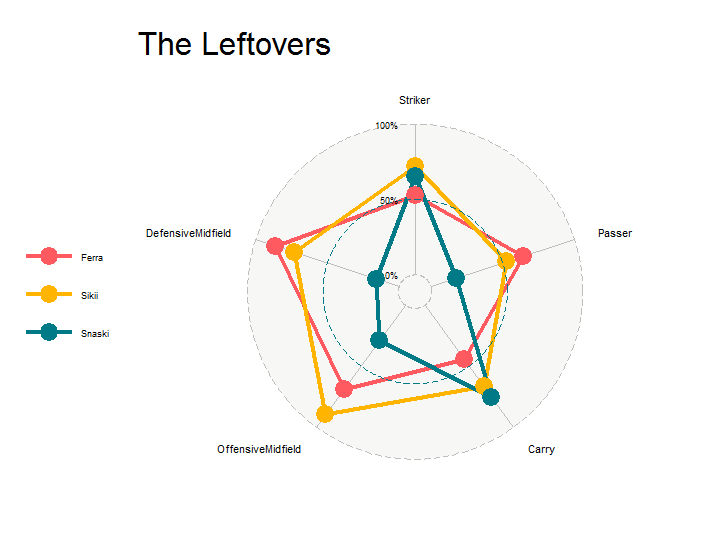 The Leftovers
Striker
100%
50%
0%
DefensiveMidfield
Passer
Ferra
Sikii
Snaski
OffensiveMidfield
Carry